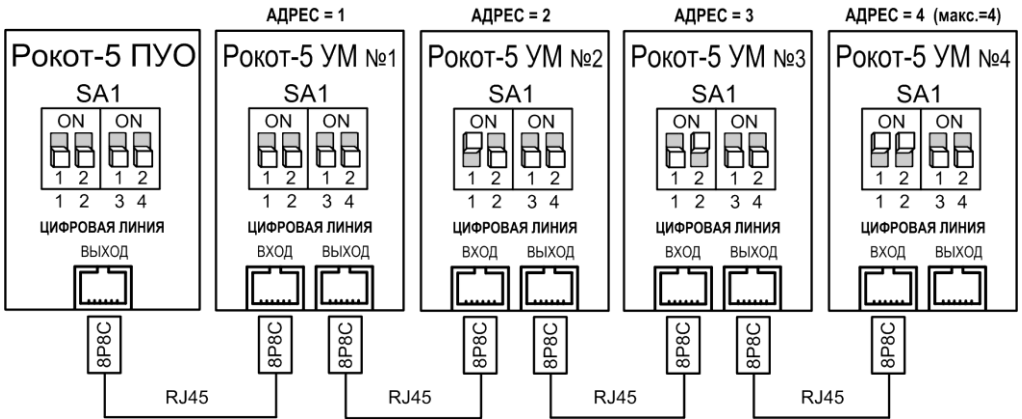 АДРЕС = 1
АДРЕС = 2
АДРЕС = 3
АДРЕС = 4 (макс.=4)
Рокот-5 ПУО
SA1
ON ON
1 2 1 2
1 2 3 4
ЦИФРОВАЯ ЛИНИЯ
ВЫХОД
8P8C
Рокот-5 УМ №1
SA1
ON ON
1 2 1 2
1 2 3 4
ЦИФРОВАЯ ЛИНИЯ
ВХОД ВЫХОД
8P8C 8P8C
Рокот-5 УМ №2
SA1
ON ON
1 2 1 2
1 2 3 4
ЦИФРОВАЯ ЛИНИЯ
ВХОД ВЫХОД
8P8C 8P8C
Рокот-5 УМ №3
SA1
ON ON
1 2 1 2
1 2 3 4
ЦИФРОВАЯ ЛИНИЯ
ВХОД ВЫХОД
8P8C 8P8C
Рокот-5 УМ №4
SA1
ON ON
1 2 1 2
1 2 3 4
ЦИФРОВАЯ ЛИНИЯ
ВХОД ВЫХОД
8P8C
RJ45 RJ45 RJ45 RJ45